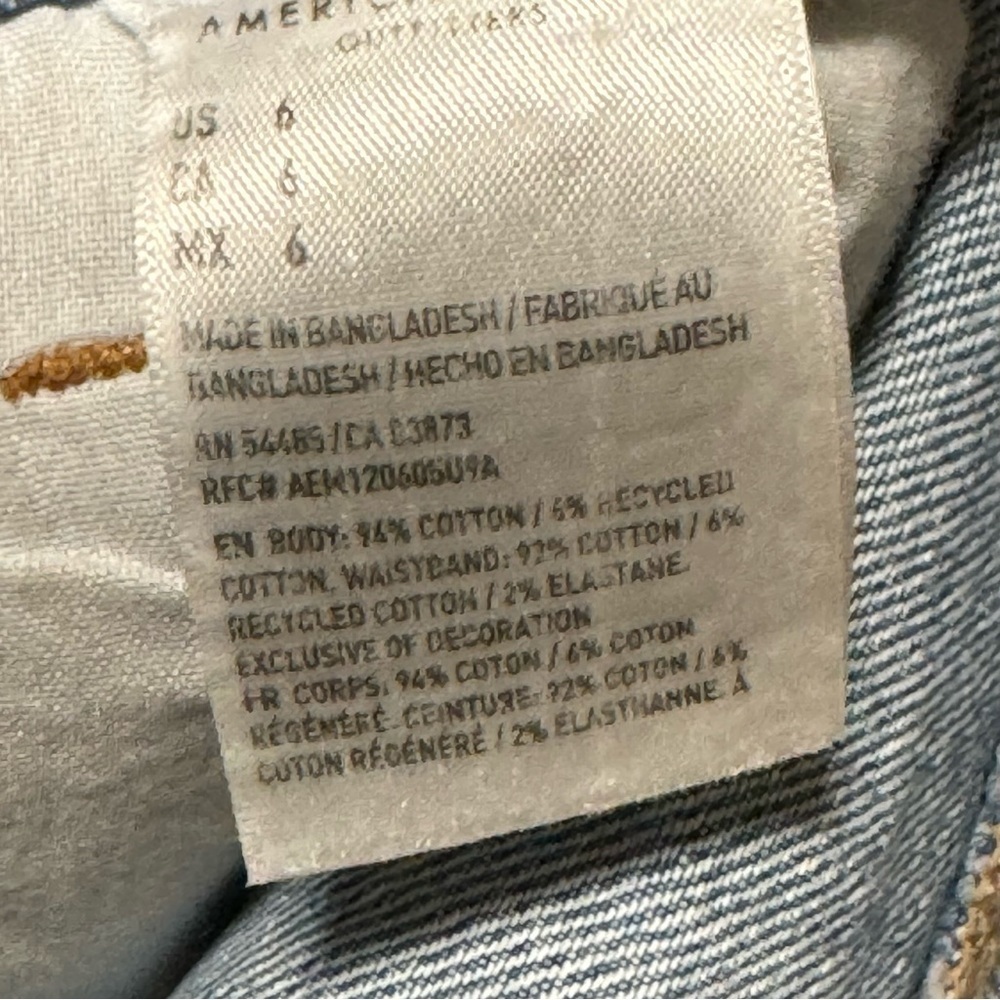 US 6
CA 6
MX 6
MADE IN BANGLADESH / FABRIQUÉ AU
BANGLADESH / HECHO EN BANGLADESH
RN 54485 / CA 03873
RFC# AEM120605U9A
EN BODY: 94% COTTON / 6% RECYCLED
COTTON, WAISTBAND: 92% COTTON / 6%
RECYCLED COTTON / 2% ELASTANE
EXCLUSIVE OF DECORATION
FR CORPS: 94% COTON / 6% COTON
RÉGÉNÉRÉ CEINTURE: 92% COTON / 6%
COTON RÉGÉNÉRÉ / 2% ÉLASTHANNE À